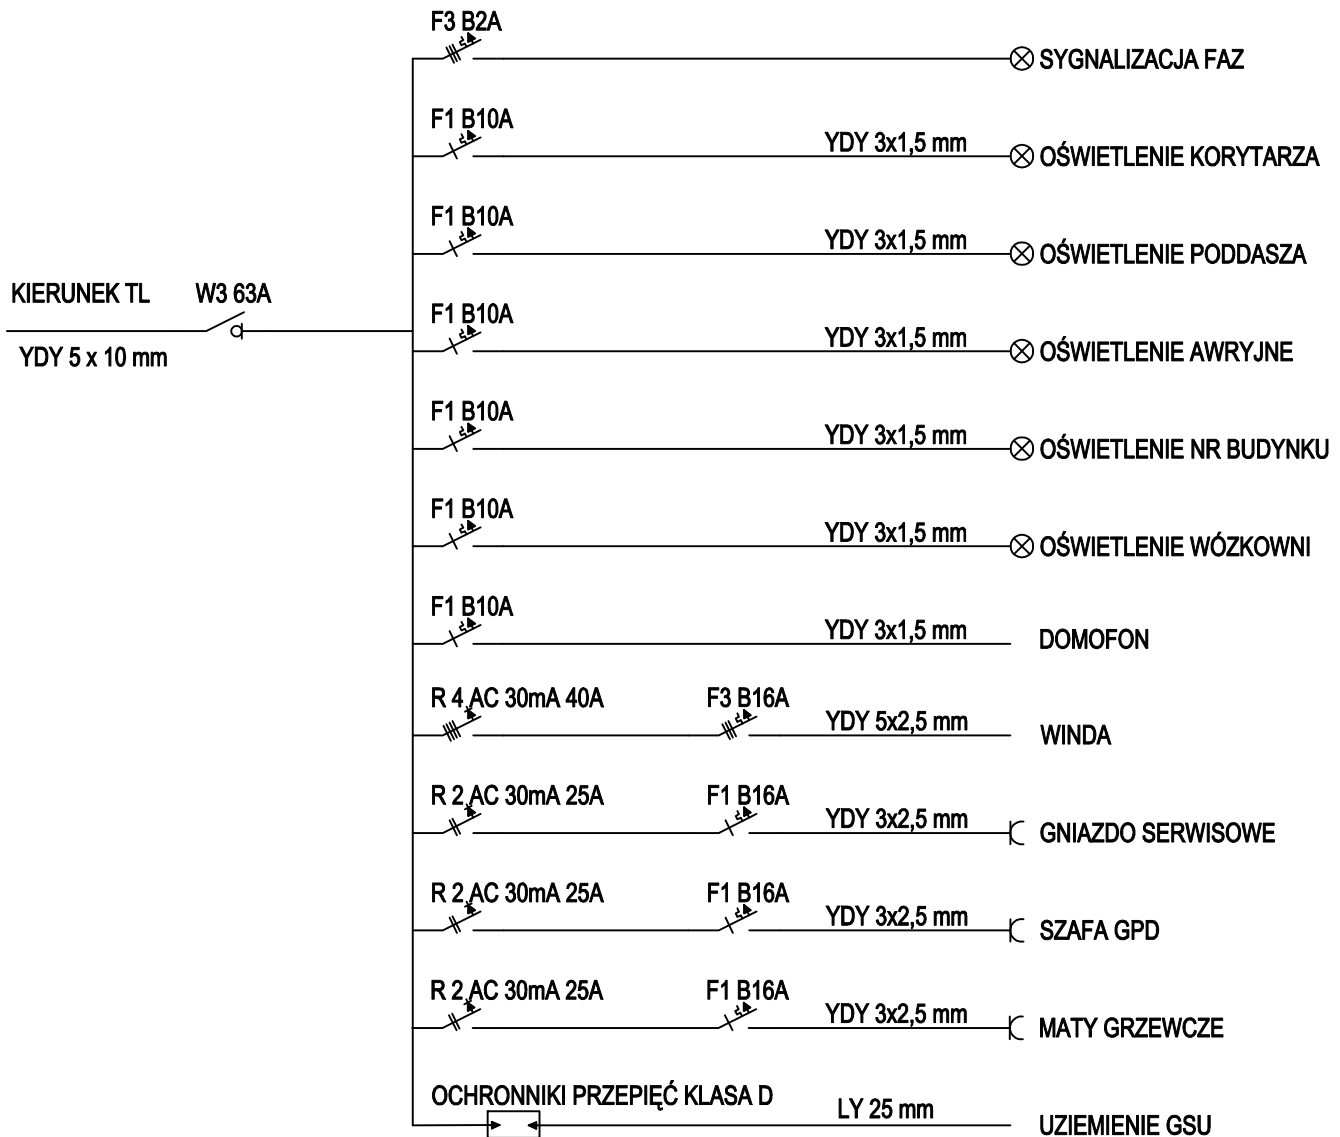 F3 B2A
SYGNALIZACJA FAZ
F1 B10A
YDY 3x1,5 mm
OŚWIETLENIE KORYTARZA
F1 B10A
YDY 3x1,5 mm
OŚWIETLENIE PODDASZA
KIERUNEK TL
W3 63A
YDY 5 x 10 mm
F1 B10A
YDY 3x1,5 mm
OŚWIETLENIE AWRYJNE
F1 B10A
YDY 3x1,5 mm
OŚWIETLENIE NR BUDYNKU
F1 B10A
YDY 3x1,5 mm
OŚWIETLENIE WÓZKOWNI
F1 B10A
YDY 3x1,5 mm
DOMOFON
R 4 AC 30mA 40A
F3 B16A
YDY 5x2,5 mm
WINDA
R 2 AC 30mA 25A
F1 B16A
YDY 3x2,5 mm
GNIAZDO SERWISOWE
R 2 AC 30mA 25A
F1 B16A
YDY 3x2,5 mm
SZAFA GPD
R 2 AC 30mA 25A
F1 B16A
YDY 3x2,5 mm
MATY GRZEWCZE
OCHRONNIKI PRZEPIĘĆ KLASA D
LY 25 mm
UZIEMIENIE GSU